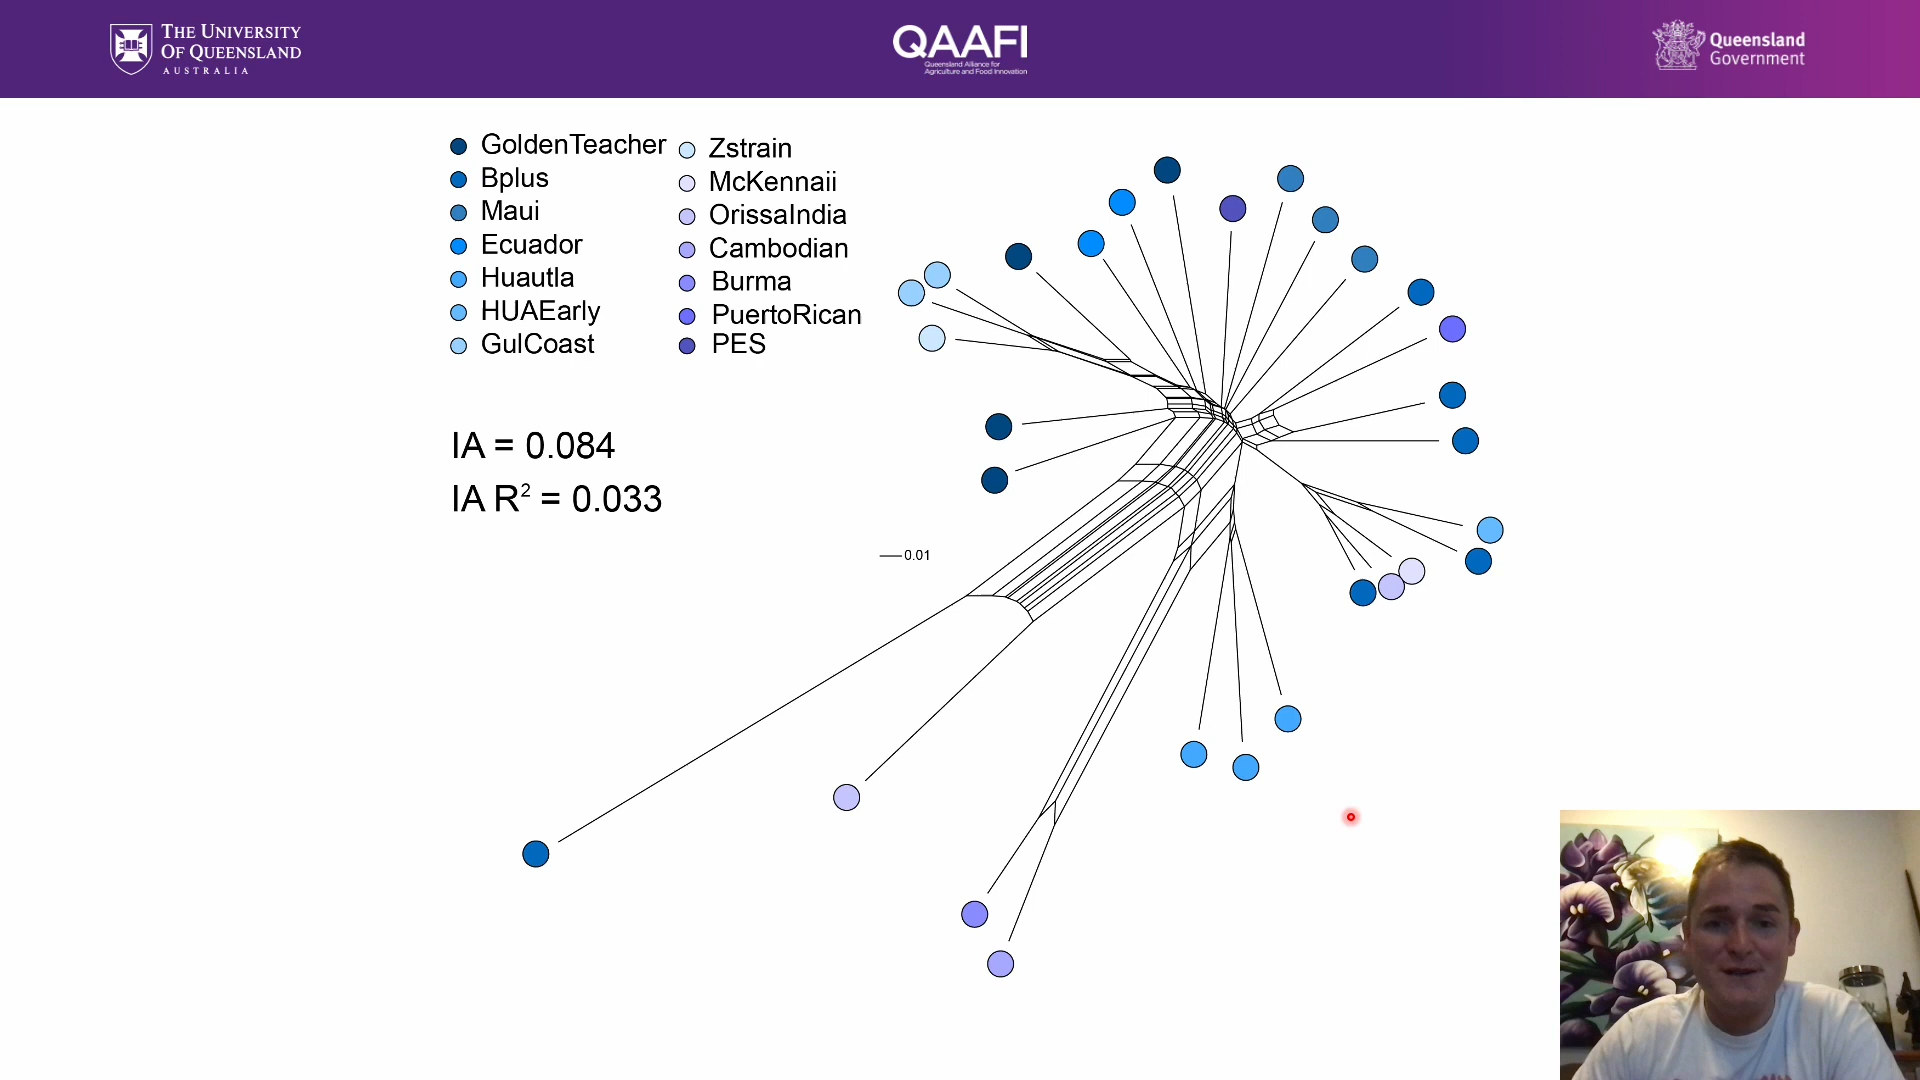 THE UNIVERSITY
OF QUEENSLAND
AUSTRALIA
QAAFI
Queensland Alliance for
Agriculture and Food Innovation
Queensland
Government
GoldenTeacher
Bplus
Maui
Ecuador
Huautla
HUAEarly
GulCoast
Zstrain
McKennaii
OrissaIndia
Cambodian
Burma
PuertoRican
PES
IA = 0.084
IA R² = 0.033
0.01